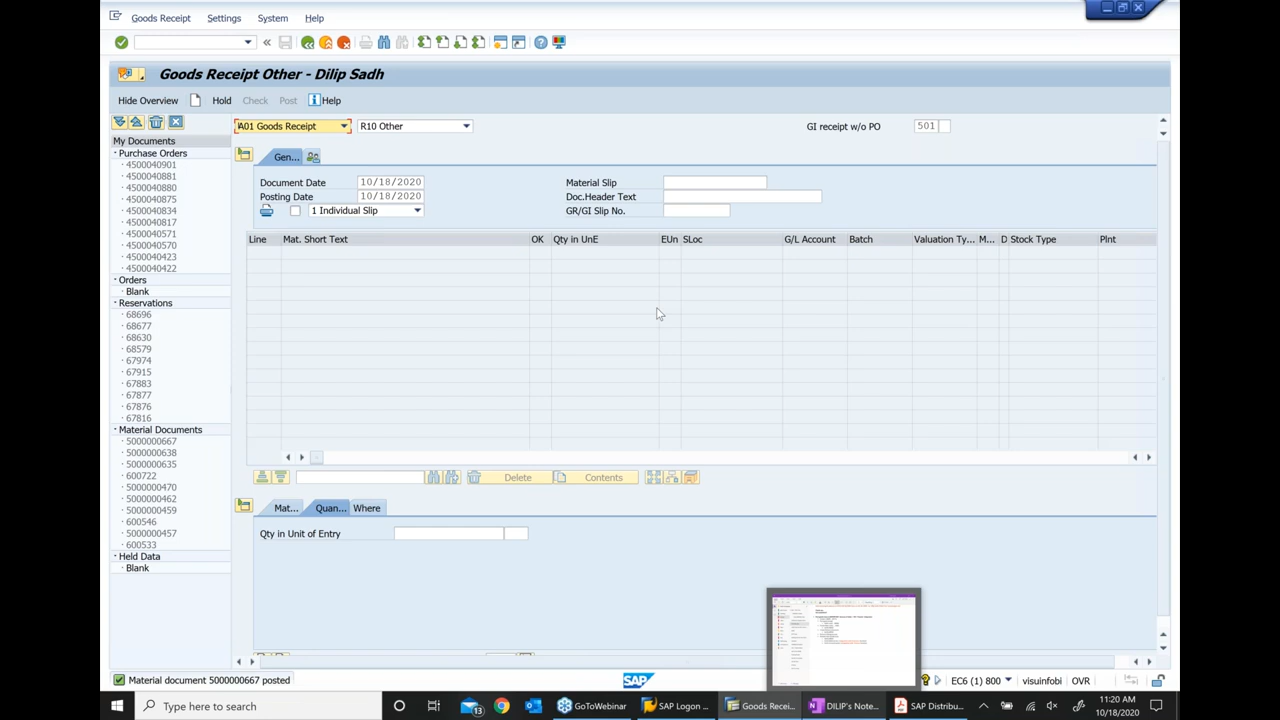 Goods Receipt Settings System Help
Goods Receipt Other - Dilip Sadh
Hide Overview Hold Check Post Help
A01 Goods Receipt R10 Other GI receipt w/o PO 501
My Documents
Purchase Orders
4500040901
4500040881
4500040880
4500040875
4500040834
4500040817
4500040571
4500040570
4500040423
4500040422
Orders
Blank
Reservations
68696
68677
68630
68579
67974
67915
67883
67877
67876
67816
Material Documents
5000000667
5000000638
5000000635
600722
5000000470
5000000462
5000000459
600546
5000000457
600533
Held Data
Blank
Gen...
Document Date 10/18/2020 Material Slip
Posting Date 10/18/2020 Doc.Header Text
1 Individual Slip GR/GI Slip No.
Line Mat. Short Text OK Qty in UnE EUn SLoc G/L Account Batch Valuation Ty... M... D Stock Type Plnt
Delete Contents
Mat... Quan... Where
Qty in Unit of Entry
Material document 5000000667 posted SAP EC6 (1) 800 visuinfobi OVR
Type here to search 13 GoToWebinar SAP Logon ... Goods Recei... DILIP's Note... SAP Distribu... 11:20 AM
10/18/2020